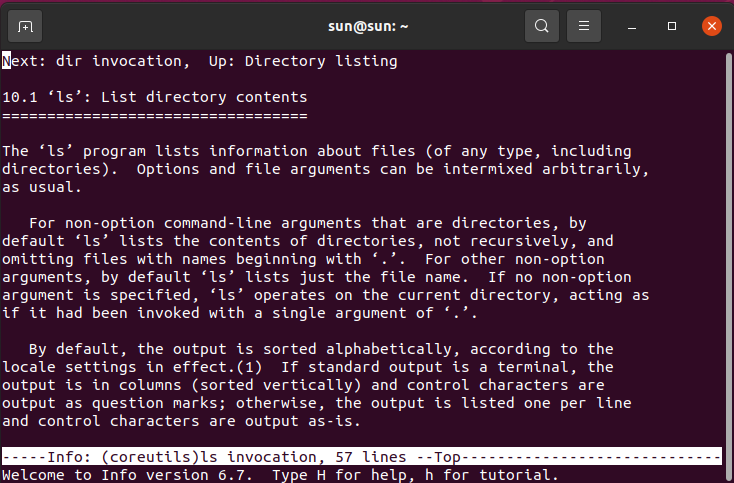 sun@sun: ~
Next: dir invocation,  Up: Directory listing
10.1 ‘ls’: List directory contents
==================================
The ‘ls’ program lists information about files (of any type, including
directories).  Options and file arguments can be intermixed arbitrarily,
as usual.
   For non-option command-line arguments that are directories, by
default ‘ls’ lists the contents of directories, not recursively, and
omitting files with names beginning with ‘.’.  For other non-option
arguments, by default ‘ls’ lists just the file name.  If no non-option
argument is specified, ‘ls’ operates on the current directory, acting as
if it had been invoked with a single argument of ‘.’.
   By default, the output is sorted alphabetically, according to the
locale settings in effect.(1)  If standard output is a terminal, the
output is in columns (sorted vertically) and control characters are
output as question marks; otherwise, the output is listed one per line
and control characters are output as-is.
-----Info: (coreutils)ls invocation, 57 lines --Top-----------------------------
Welcome to Info version 6.7.  Type H for help, h for tutorial.